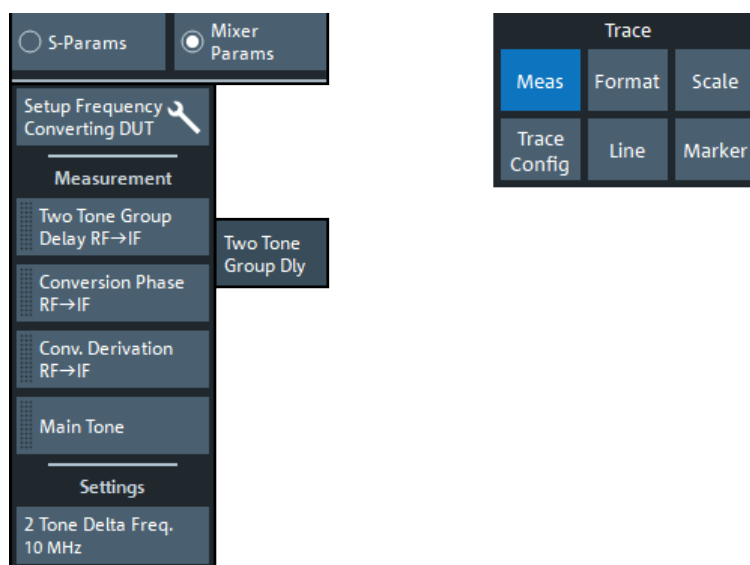 S-Params
Mixer
Params
Setup Frequency
Converting DUT
Measurement
Two Tone Group
Delay RF→IF
Two Tone
Group Dly
Conversion Phase
RF→IF
Conv. Derivation
RF→IF
Main Tone
Settings
2 Tone Delta Freq.
10 MHz
Trace
Meas
Format
Scale
Trace
Config
Line
Marker